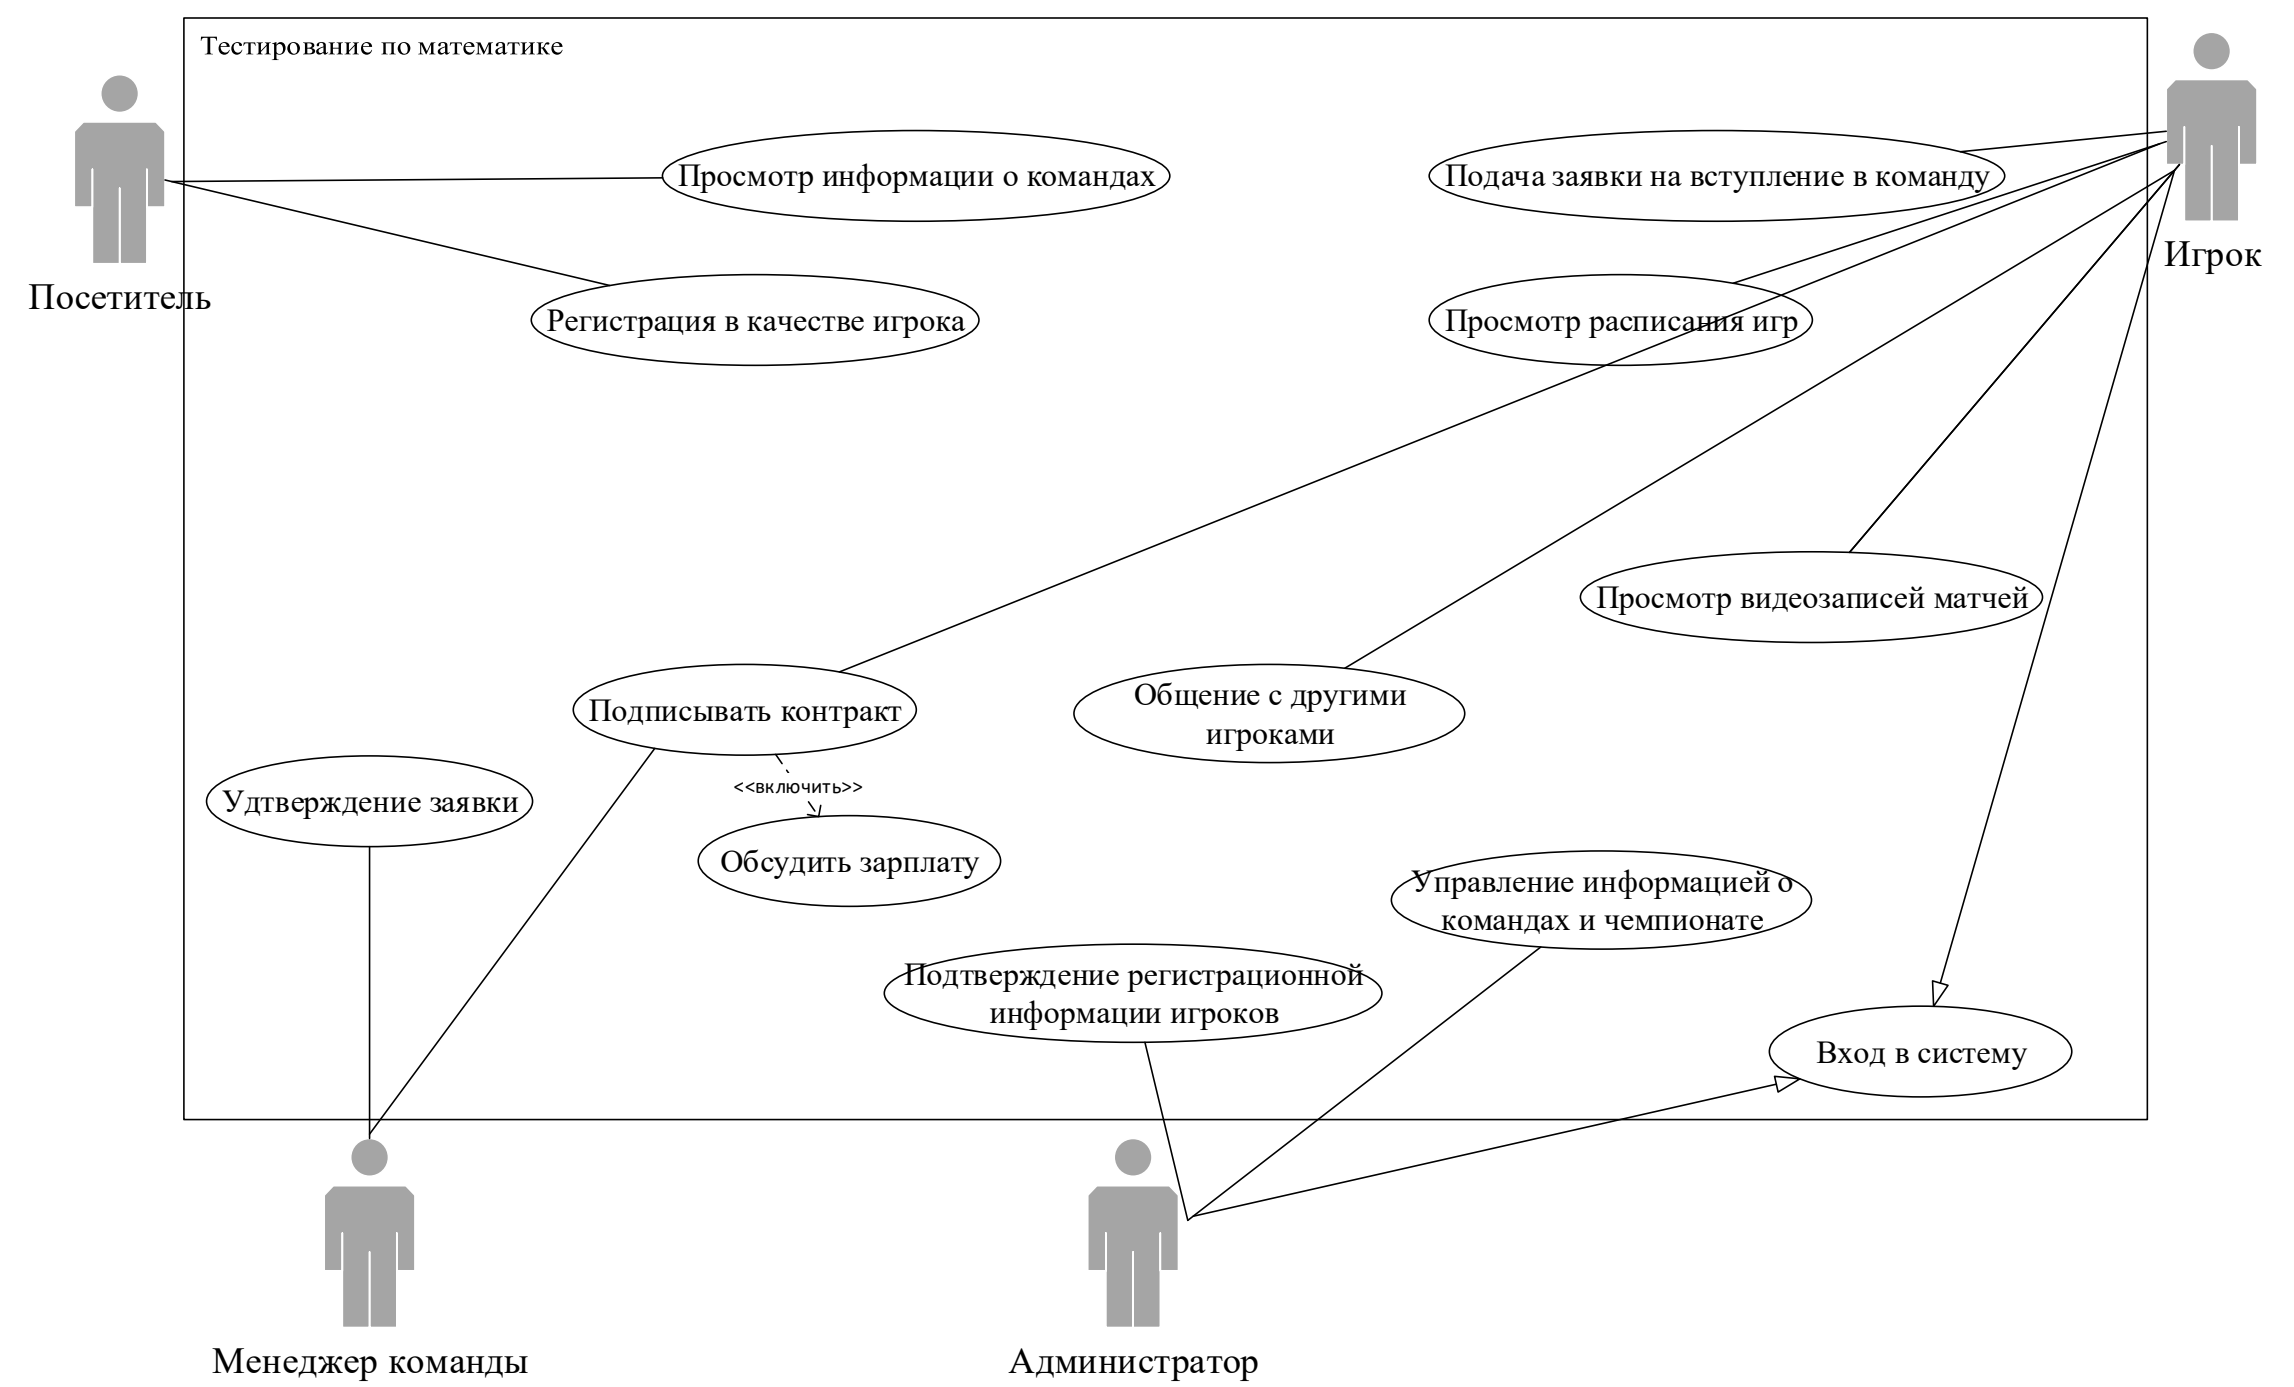 Тестирование по математике
Просмотр информации о командах
Подача заявки на вступление в команду
Игрок
Посетитель
Регистрация в качестве игрока
Просмотр расписания игр
Просмотр видеозаписей матчей
Подписывать контракт
Общение с другими
игроками
<<включить>>
Удтверждение заявки
Обсудить зарплату
Управление информацией о
командах и чемпионате
Подтверждение регистрационной
информации игроков
Вход в систему
Менеджер команды
Администратор